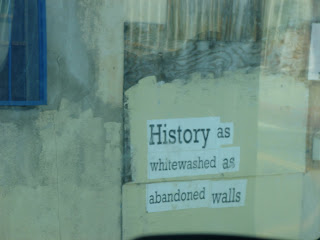 History as
whitewashed as
abandoned walls